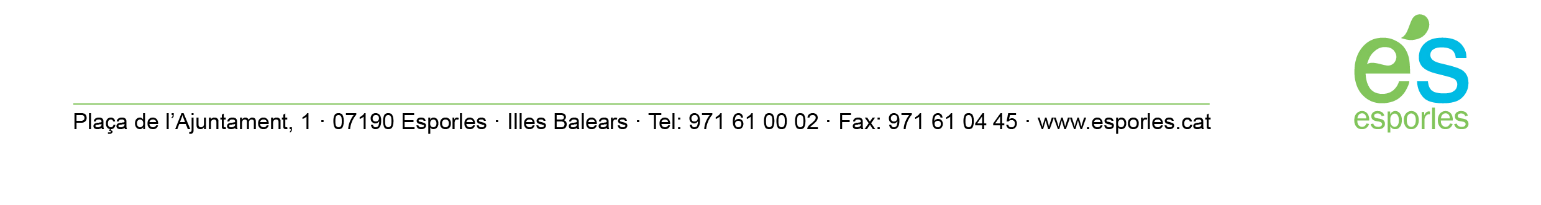 e's
esporles
Plaça de l’Ajuntament, 1 · 07190 Esporles · Illes Balears · Tel: 971 61 00 02 · Fax: 971 61 04 45 · www.esporles.cat